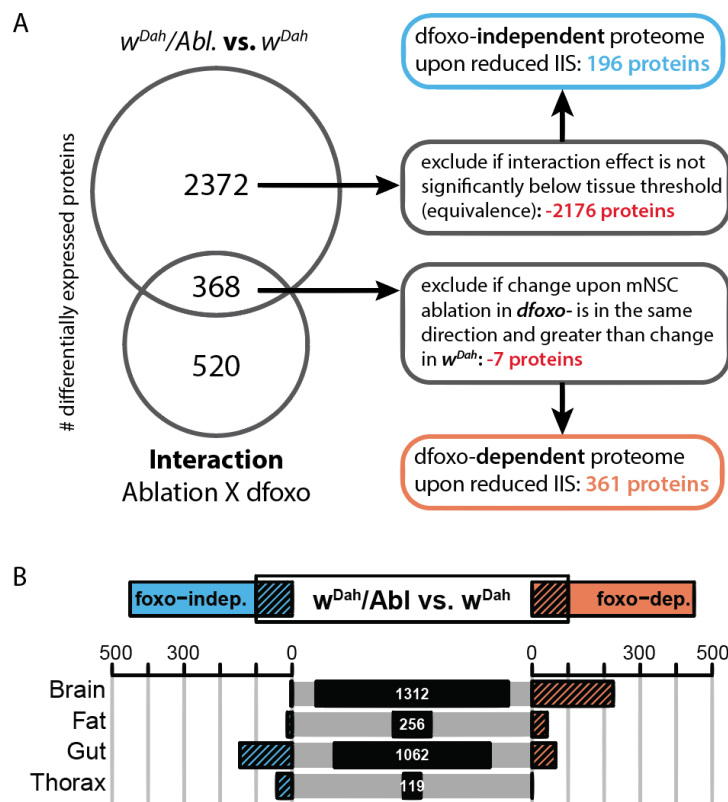 A
w^Dah/Abl. vs. w^Dah
# differentially expressed proteins
2372
368
520
Interaction
Ablation X dfoxo
dfoxo-independent proteome
upon reduced IIS: 196 proteins
exclude if interaction effect is not
significantly below tissue threshold
(equivalence): -2176 proteins
exclude if change upon mNSC
ablation in dfoxo- is in the same
direction and greater than change
in w^Dah: -7 proteins
dfoxo-dependent proteome
upon reduced IIS: 361 proteins
B
foxo-indep.
w^Dah/Abl vs. w^Dah
foxo-dep.
500 300 0 0 300 500
Brain 1312
Fat 256
Gut 1062
Thorax 119